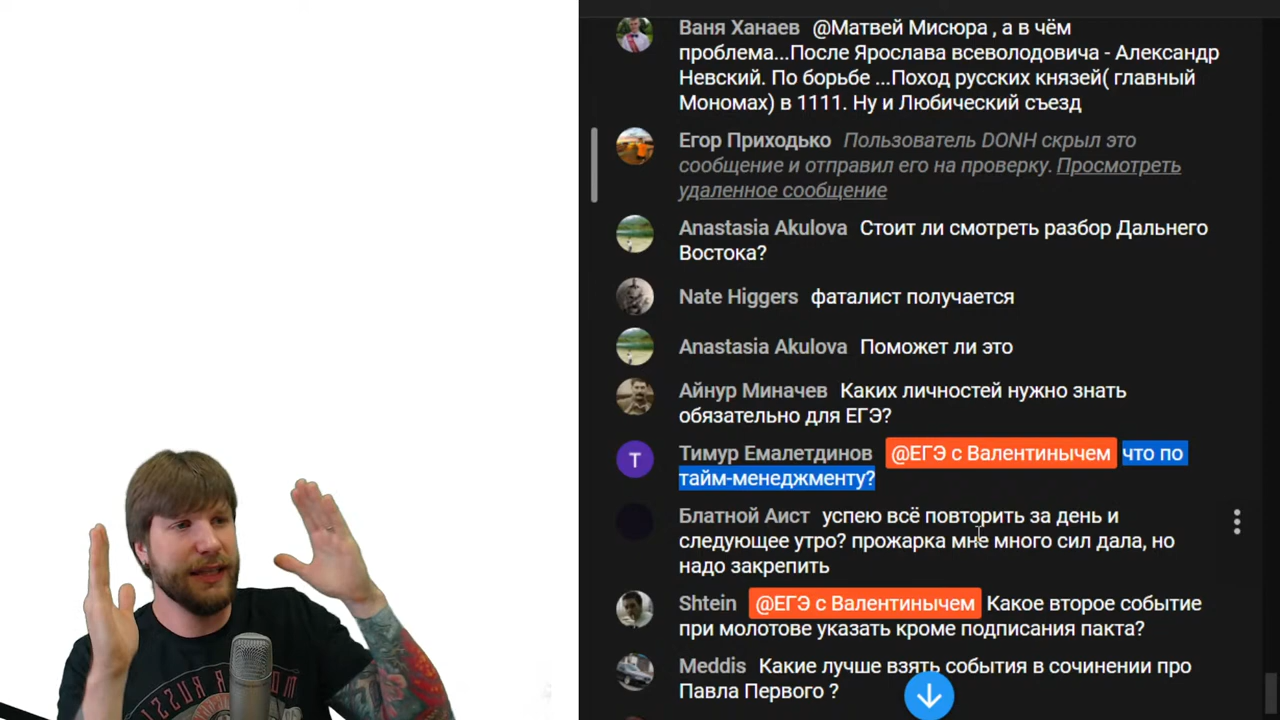 Ваня Ханаев @Матвей Мисюра , а в чём
проблема...После Ярослава всеволодовича - Александр
Невский. По борьбе ...Поход русских князей( главный
Мономах) в 1111. Ну и Любический съезд
Егор Приходько Пользователь DONH скрыл это
сообщение и отправил его на проверку. Просмотреть
удаленное сообщение
Anastasia Akulova Стоит ли смотреть разбор Дальнего
Востока?
Nate Higgers фаталист получается
Anastasia Akulova Поможет ли это
Айнур Миначев Каких личностей нужно знать
обязательно для ЕГЭ?
T Тимур Емалетдинов @ЕГЭ с Валентинычем что по
тайм-менеджменту?
Блатной Аист успею всё повторить за день и
следующее утро? прожарка мне много сил дала, но
надо закрепить
Shtein @ЕГЭ с Валентинычем Какое второе событие
при молотове указать кроме подписания пакта?
Meddis Какие лучше взять события в сочинении про
Павла Первого ?